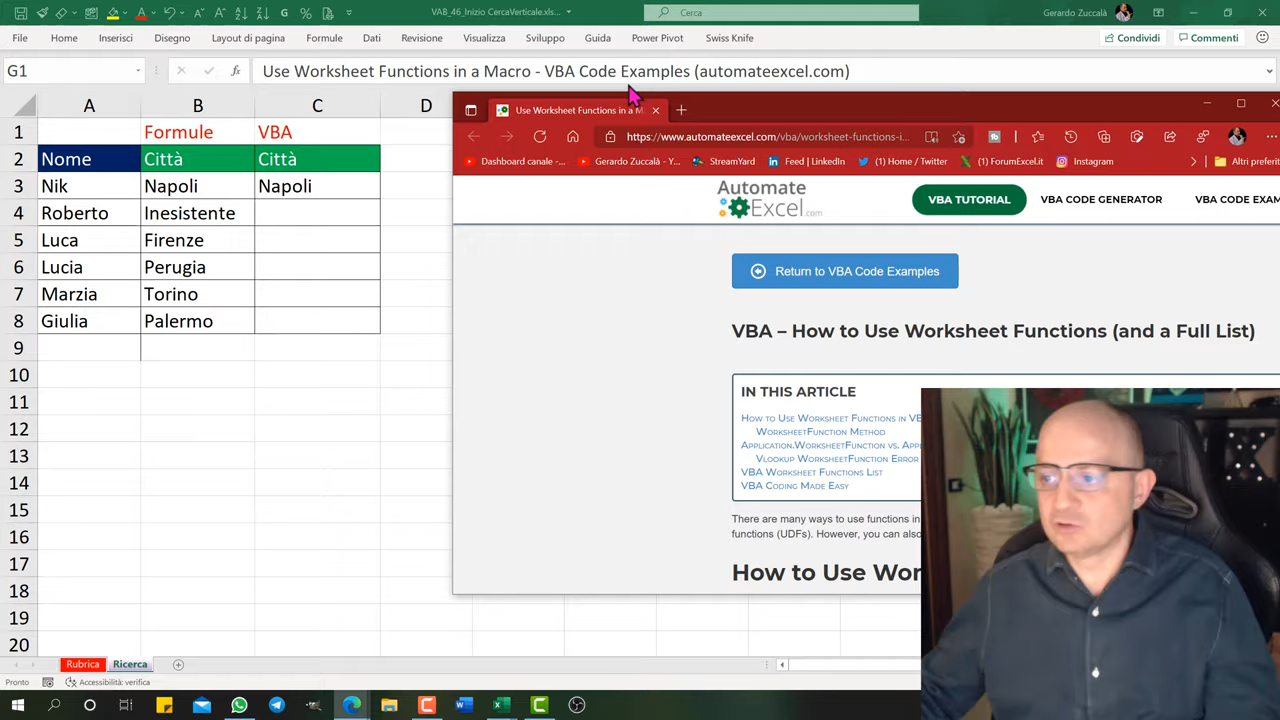 VAB_46_Inizio CercaVerticale.xls...
Cerca
Gerardo Zuccalà
File Home Inserisci Disegno Layout di pagina Formule Dati Revisione Visualizza Sviluppo Guida Power Pivot Swiss Knife
Condividi Commenti
G1 fx Use Worksheet Functions in a Macro - VBA Code Examples (automateexcel.com)
A B C D
1 Formule VBA
2 Nome Città Città
3 Nik Napoli Napoli
4 Roberto Inesistente
5 Luca Firenze
6 Lucia Perugia
7 Marzia Torino
8 Giulia Palermo
9
10
11
12
13
14
15
16
17
18
19
20
Use Worksheet Functions in a M
https://www.automateexcel.com/vba/worksheet-functions-i...
Dashboard canale -... Gerardo Zuccalà - Y... StreamYard Feed | LinkedIn (1) Home / Twitter (1) ForumExcel.it Instagram Altri preferiti
Automate
Excel.com
VBA TUTORIAL VBA CODE GENERATOR VBA CODE EXAM
Return to VBA Code Examples
VBA – How to Use Worksheet Functions (and a Full List)
IN THIS ARTICLE
How to Use Worksheet Functions in VB
WorksheetFunction Method
Application.WorksheetFunction vs. App
Vlookup WorksheetFunction Error
VBA Worksheet Functions List
VBA Coding Made Easy
There are many ways to use functions in
functions (UDFs). However, you can also
How to Use Wor
Rubrica Ricerca
Pronto Accessibilità: verifica